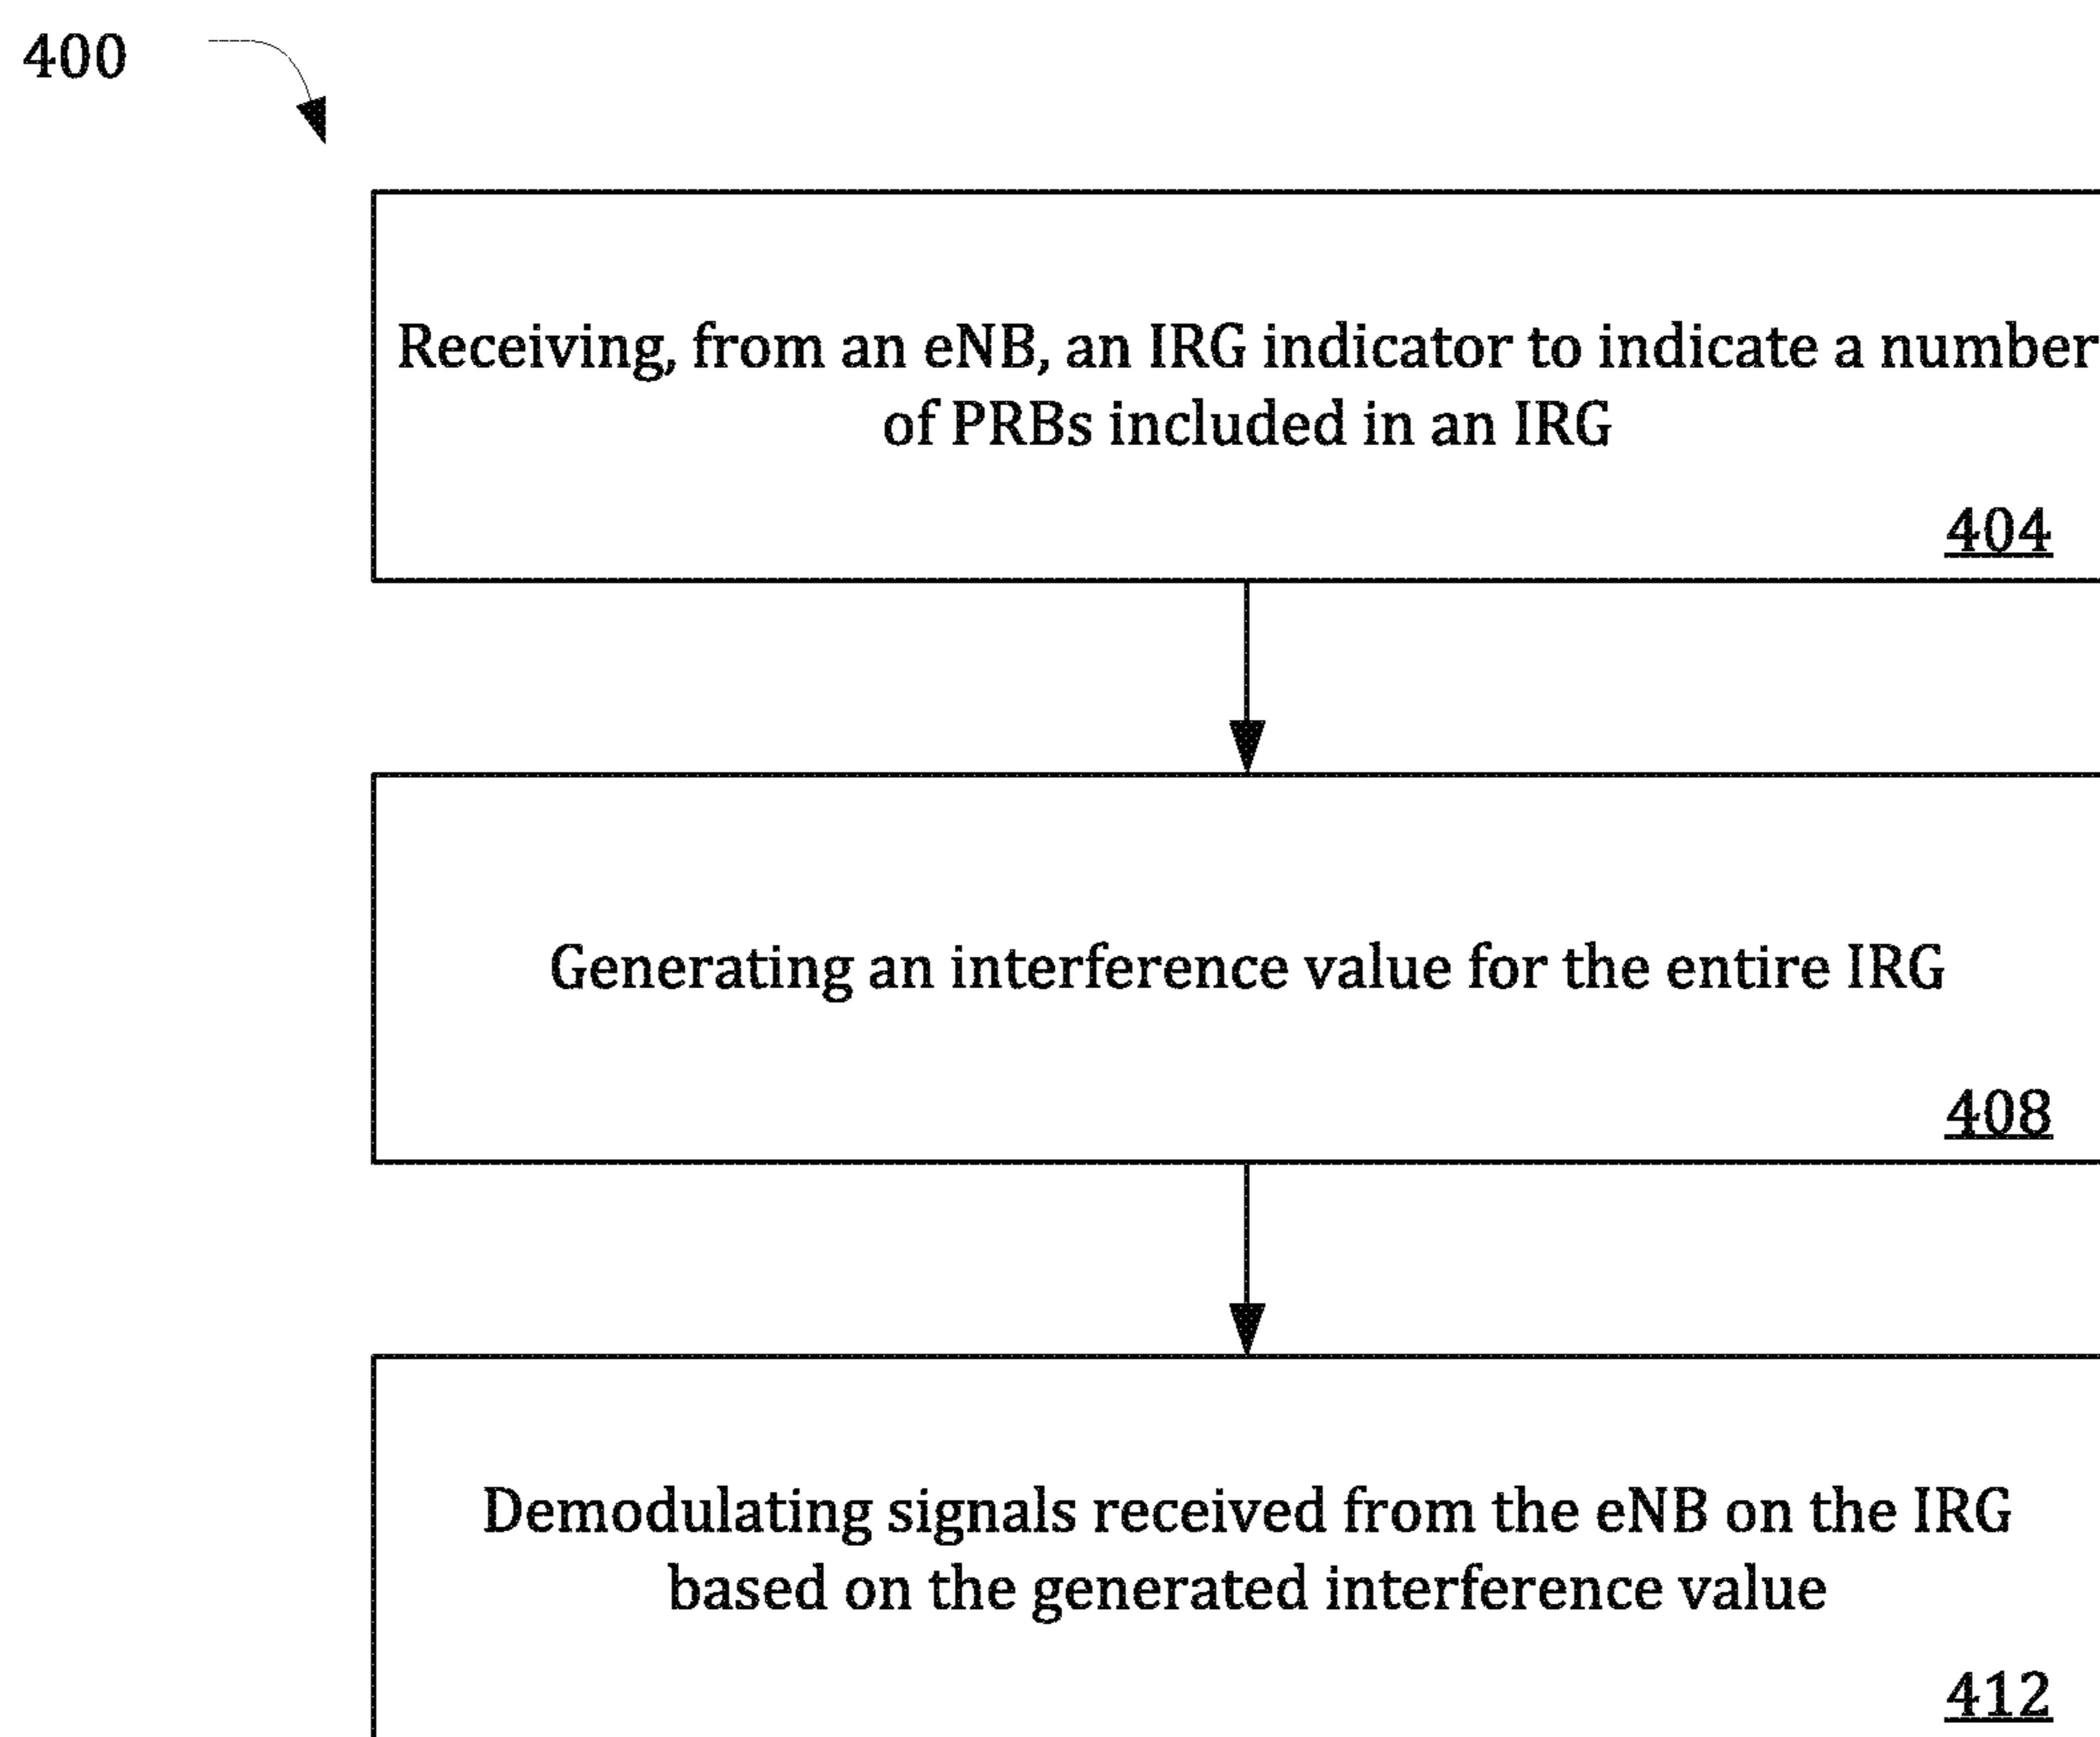 400
Receiving, from an eNB, an IRG indicator to indicate a number
of PRBs included in an IRG
404
Generating an interference value for the entire IRG
408
Demodulating signals received from the eNB on the IRG
based on the generated interference value
412